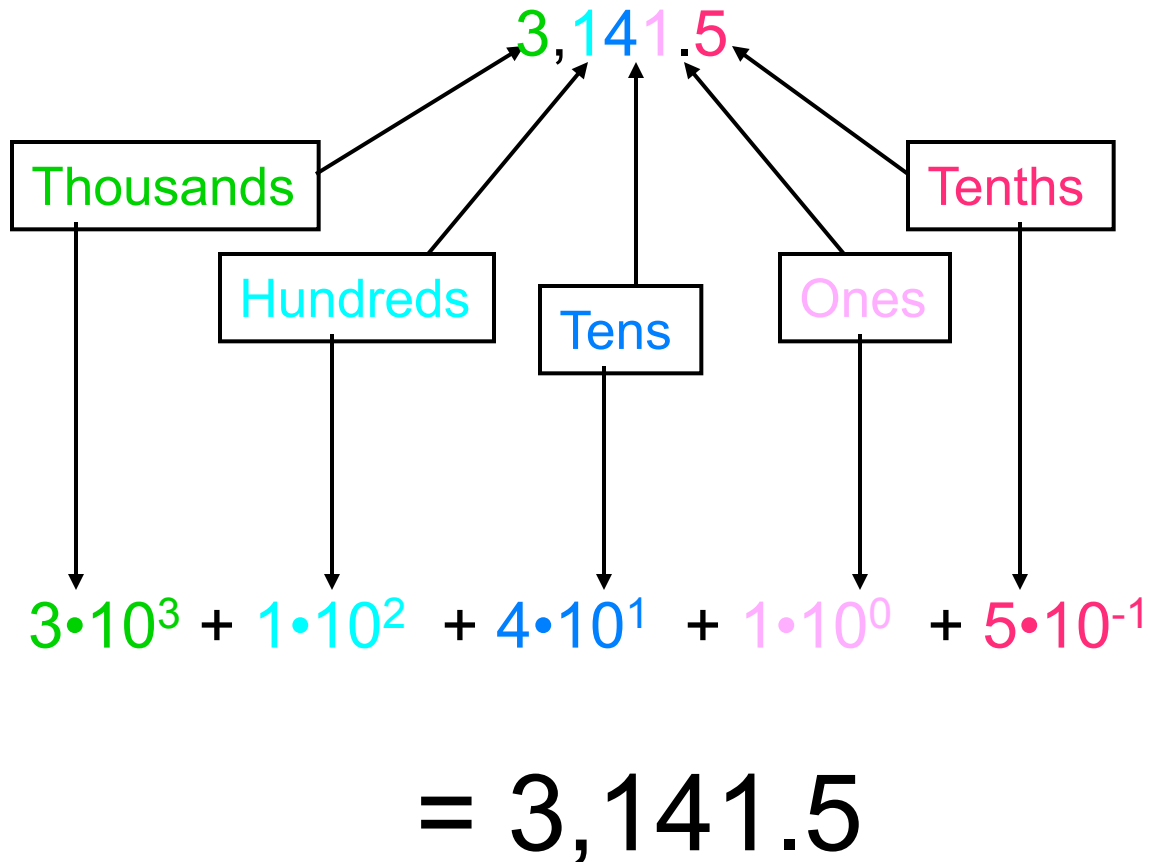 3,141.5
Thousands
Tenths
Hundreds
Ones
Tens
3•10³ + 1•10² + 4•10¹ + 1•10⁰ + 5•10⁻¹
= 3,141.5